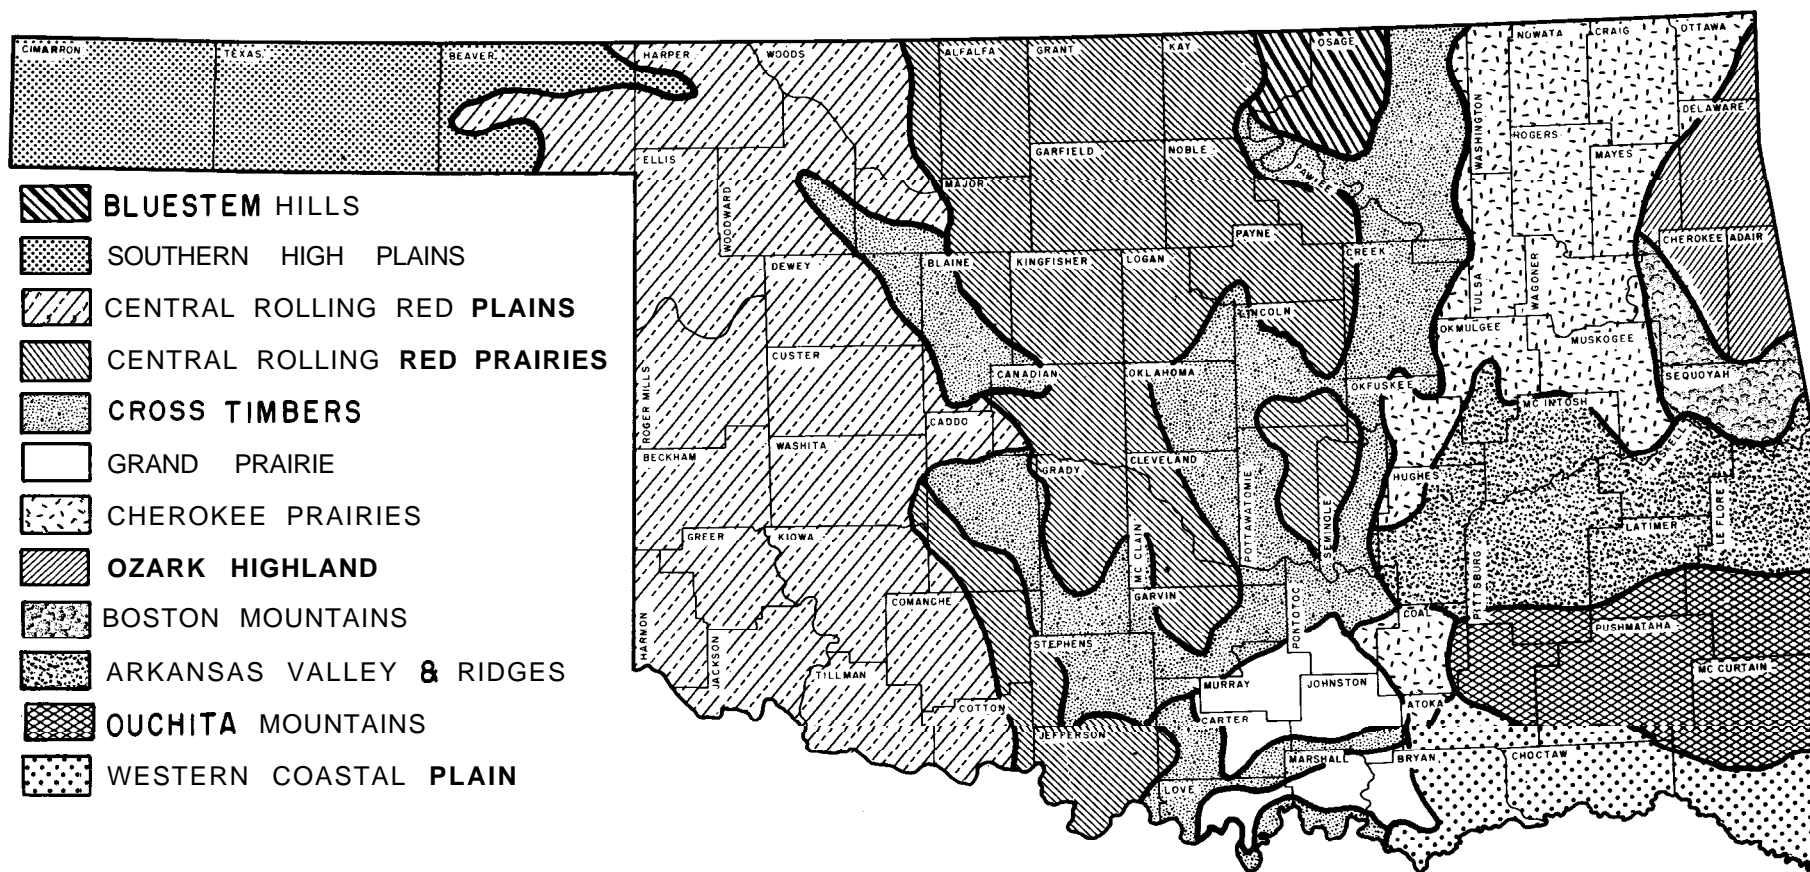 CIMARRON
TEXAS
BEAVER
HARPER
WOODS
ALFALFA
GRANT
KAY
OSAGE
NOWATA
CRAIG
OTTAWA
WASHINGTON
DELAWARE
ROGERS
MAYES
ELLIS
WOODWARD
MAJOR
GARFIELD
NOBLE
PAWNEE
PAYNE
CREEK
TULSA
WAGONER
CHEROKEE
ADAIR
DEWEY
BLAINE
KINGFISHER
LOGAN
LINCOLN
OKMULGEE
MUSKOGEE
SEQUOYAH
ROGER MILLS
CUSTER
CANADIAN
OKLAHOMA
OKFUSKEE
MC INTOSH
CADDO
BECKHAM
WASHITA
GRADY
CLEVELAND
POTTAWATOMIE
SEMINOLE
HUGHES
PITTSBURG
LATIMER
LE FLORE
GREER
KIOWA
MC CLAIN
HARMON
JACKSON
COMANCHE
GARVIN
PONTOTOC
COAL
PUSHMATAHA
TILLMAN
STEPHENS
MURRAY
JOHNSTON
MC CURTAIN
COTTON
CARTER
ATOKA
JEFFERSON
LOVE
MARSHALL
BRYAN
CHOCTAW
BLUESTEM HILLS
SOUTHERN HIGH PLAINS
CENTRAL ROLLING RED PLAINS
CENTRAL ROLLING RED PRAIRIES
CROSS TIMBERS
GRAND PRAIRIE
CHEROKEE PRAIRIES
OZARK HIGHLAND
BOSTON MOUNTAINS
ARKANSAS VALLEY & RIDGES
OUCHITA MOUNTAINS
WESTERN COASTAL PLAIN